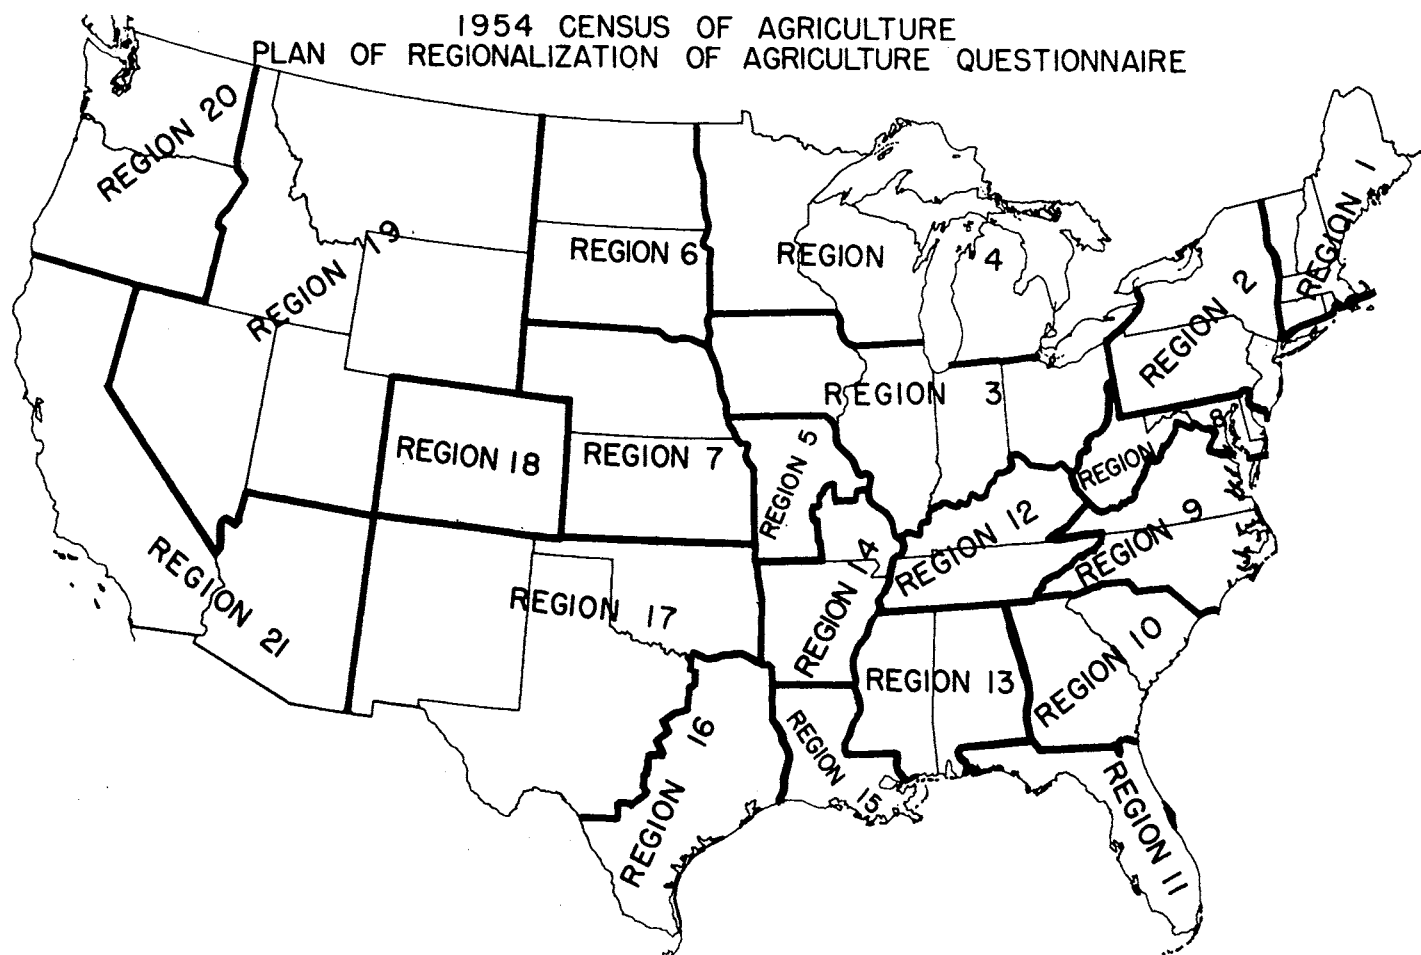 1954 CENSUS OF AGRICULTURE
PLAN OF REGIONALIZATION OF AGRICULTURE QUESTIONNAIRE
REGION 20
REGION 1
REGION 19
REGION 6
REGION 4
REGION 2
REGION 3
REGION 8
REGION 18
REGION 7
REGION 5
REGION 12
REGION 9
REGION 14
REGION 21
REGION 17
REGION 10
REGION 13
REGION 16
REGION 15
REGION 11